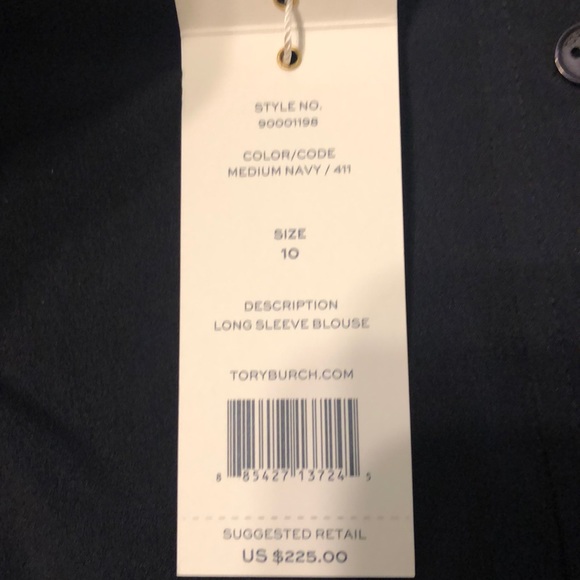 STYLE NO.
90001198
COLOR/CODE
MEDIUM NAVY / 411
SIZE
10
DESCRIPTION
LONG SLEEVE BLOUSE
TORYBURCH.COM
8 85427 13724 5
SUGGESTED RETAIL
US $225.00